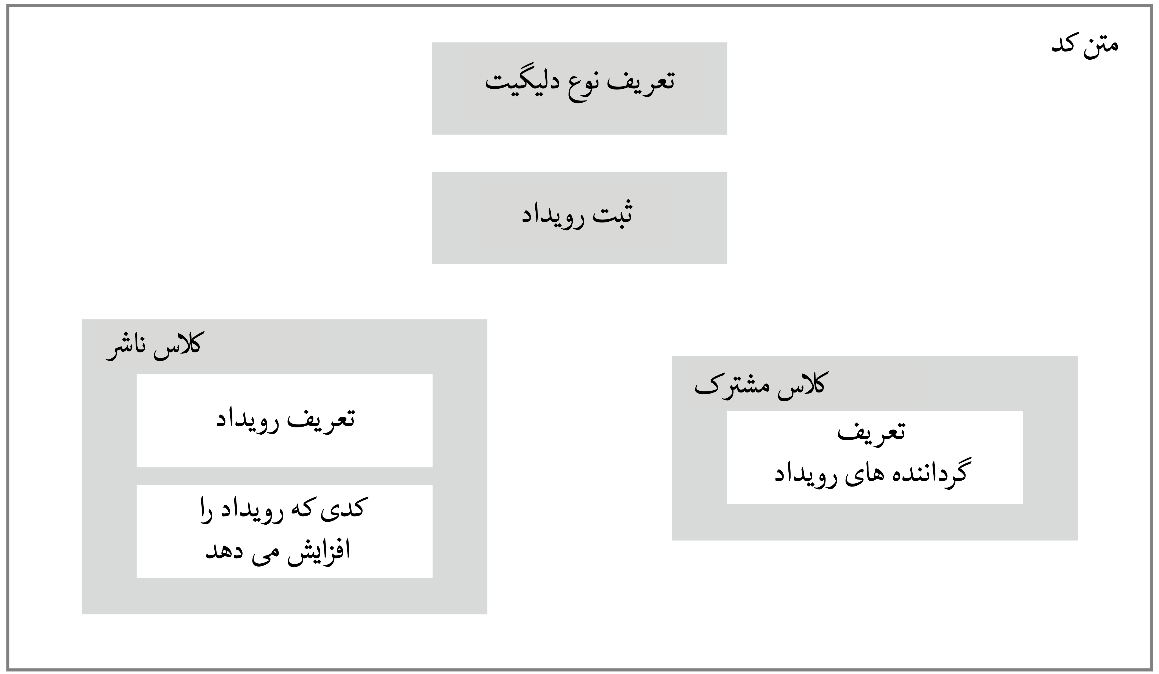 متن کد
تعریف نوع دلیگیت
ثبت رویداد
کلاس ناشر
تعریف رویداد
کدی که رویداد را
افزایش می دهد
کلاس مشترک
تعریف
گرداننده های رویداد